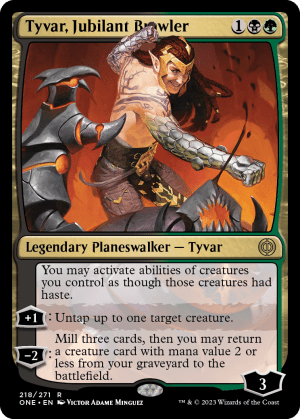 Tyvar, Jubilant Brawler 1
Legendary Planeswalker — Tyvar
You may activate abilities of creatures
you control as though those creatures had
haste.
+1 : Untap up to one target creature.
−2 : Mill three cards, then you may return
a creature card with mana value 2 or
less from your graveyard to the
battlefield.
3
218/271 R
ONE • EN Victor Adame Minguez ™ & © 2023 Wizards of the Coast